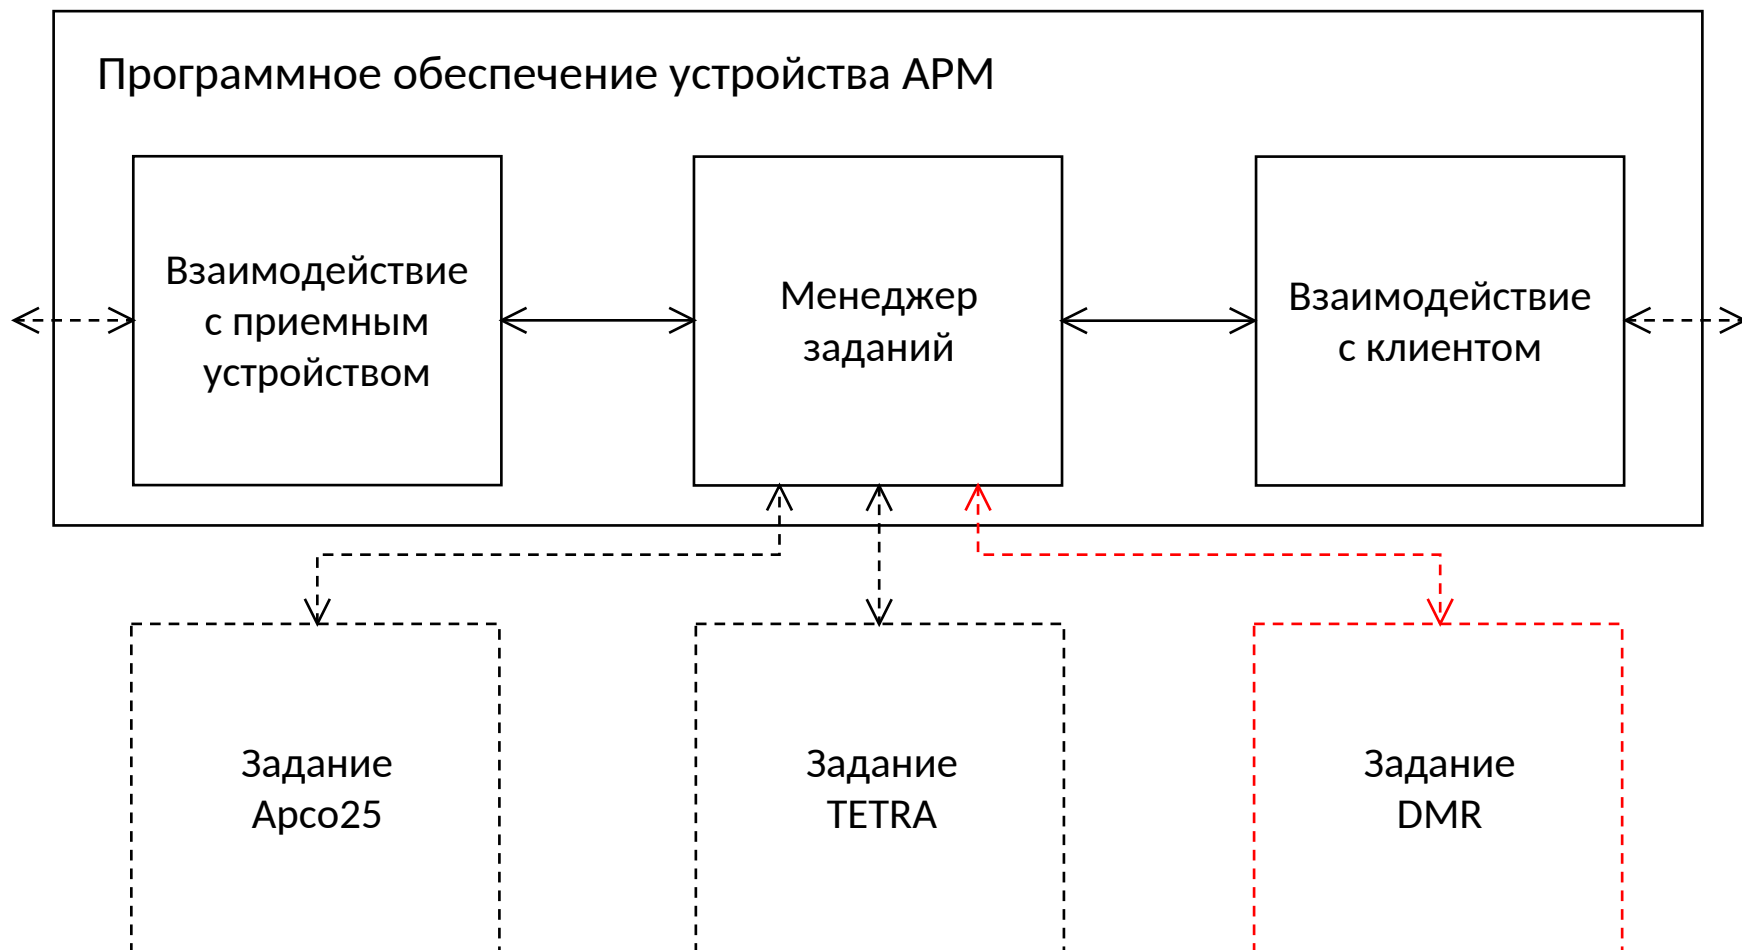 Программное обеспечение устройства АРМ
Взаимодействие
с приемным
устройством
Менеджер
заданий
Взаимодействие
с клиентом
Задание
Apco25
Задание
TETRA
Задание
DMR